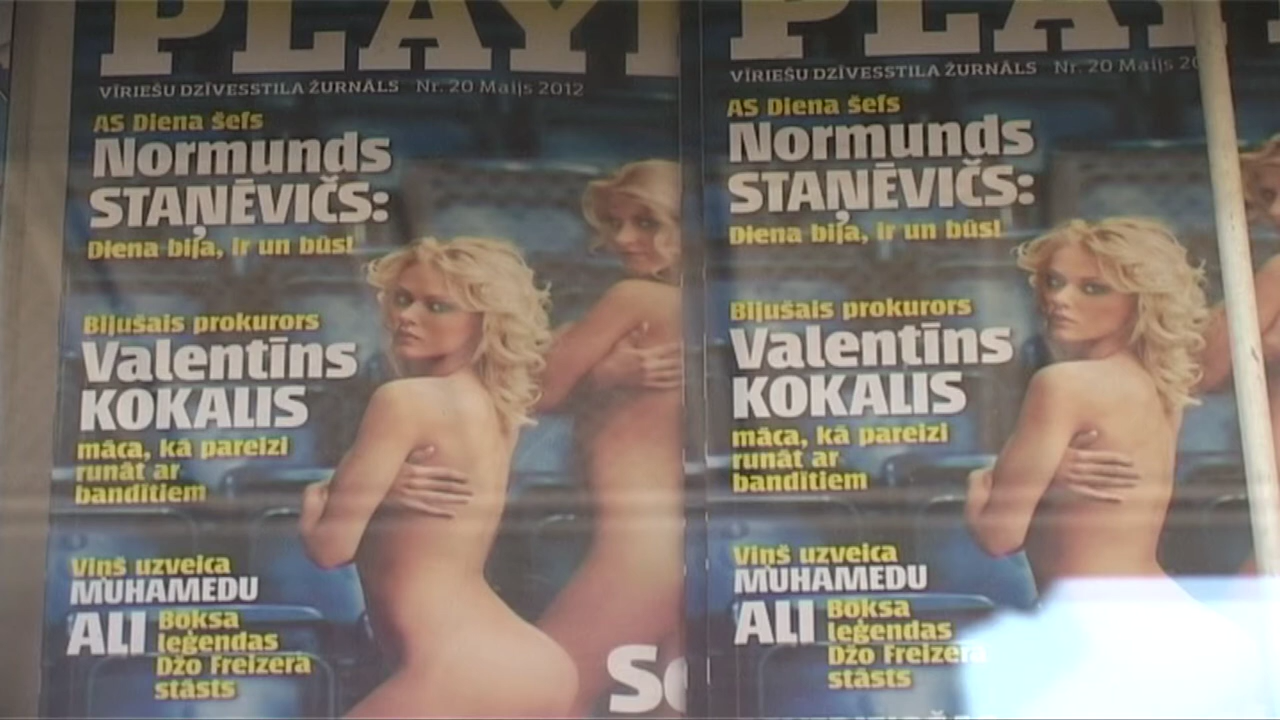 PLAY
VĪRIEŠU DZĪVESSTILA ŽURNĀLS Nr. 20 Maijs 2012
AS Diena šefs
Normunds
STAŅĒVIČS:
Diena bija, ir un būs!
Bijušais prokurors
Valentīns
KOKALIS
māca, kā pareizi
runāt ar
bandītiem
Viņš uzveica
MUHAMEDU
ALI Boksa
leģendas
Džo Freizera
stāsts
VĪRIEŠU DZĪVESSTILA ŽURNĀLS Nr. 20 Maijs 20
AS Diena šefs
Normunds
STAŅĒVIČS:
Diena bija, ir un būs!
Bijušais prokurors
Valentīns
KOKALIS
māca, kā pareizi
runāt ar
bandītiem
Viņš uzveica
MUHAMEDU
ALI Boksa
leģendas
Džo Freizera
stāsts